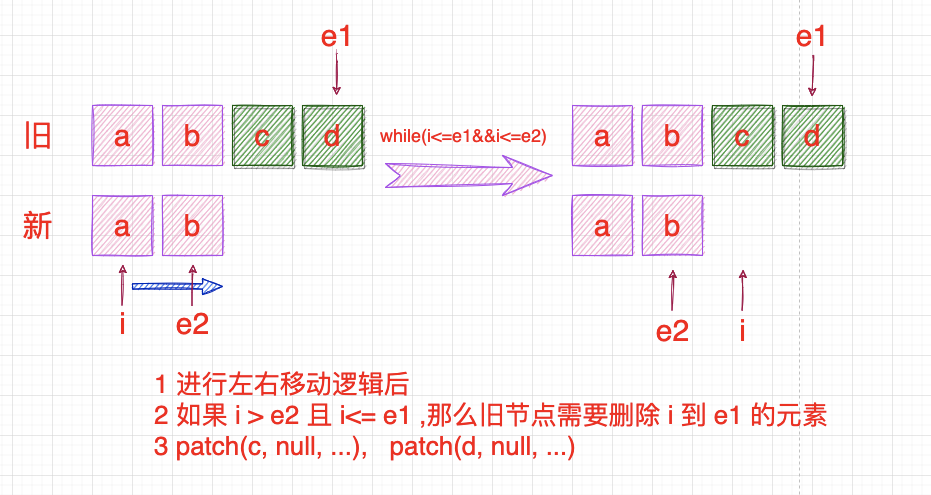 e1 e1
旧 a b c d while(i<=e1&&i<=e2) a b c d
新 a b a b
i e2 e2 i
1 进行左右移动逻辑后
2 如果 i > e2 且 i<= e1 ,那么旧节点需要删除 i 到 e1 的元素
3 patch(c, null, ...), patch(d, null, ...)